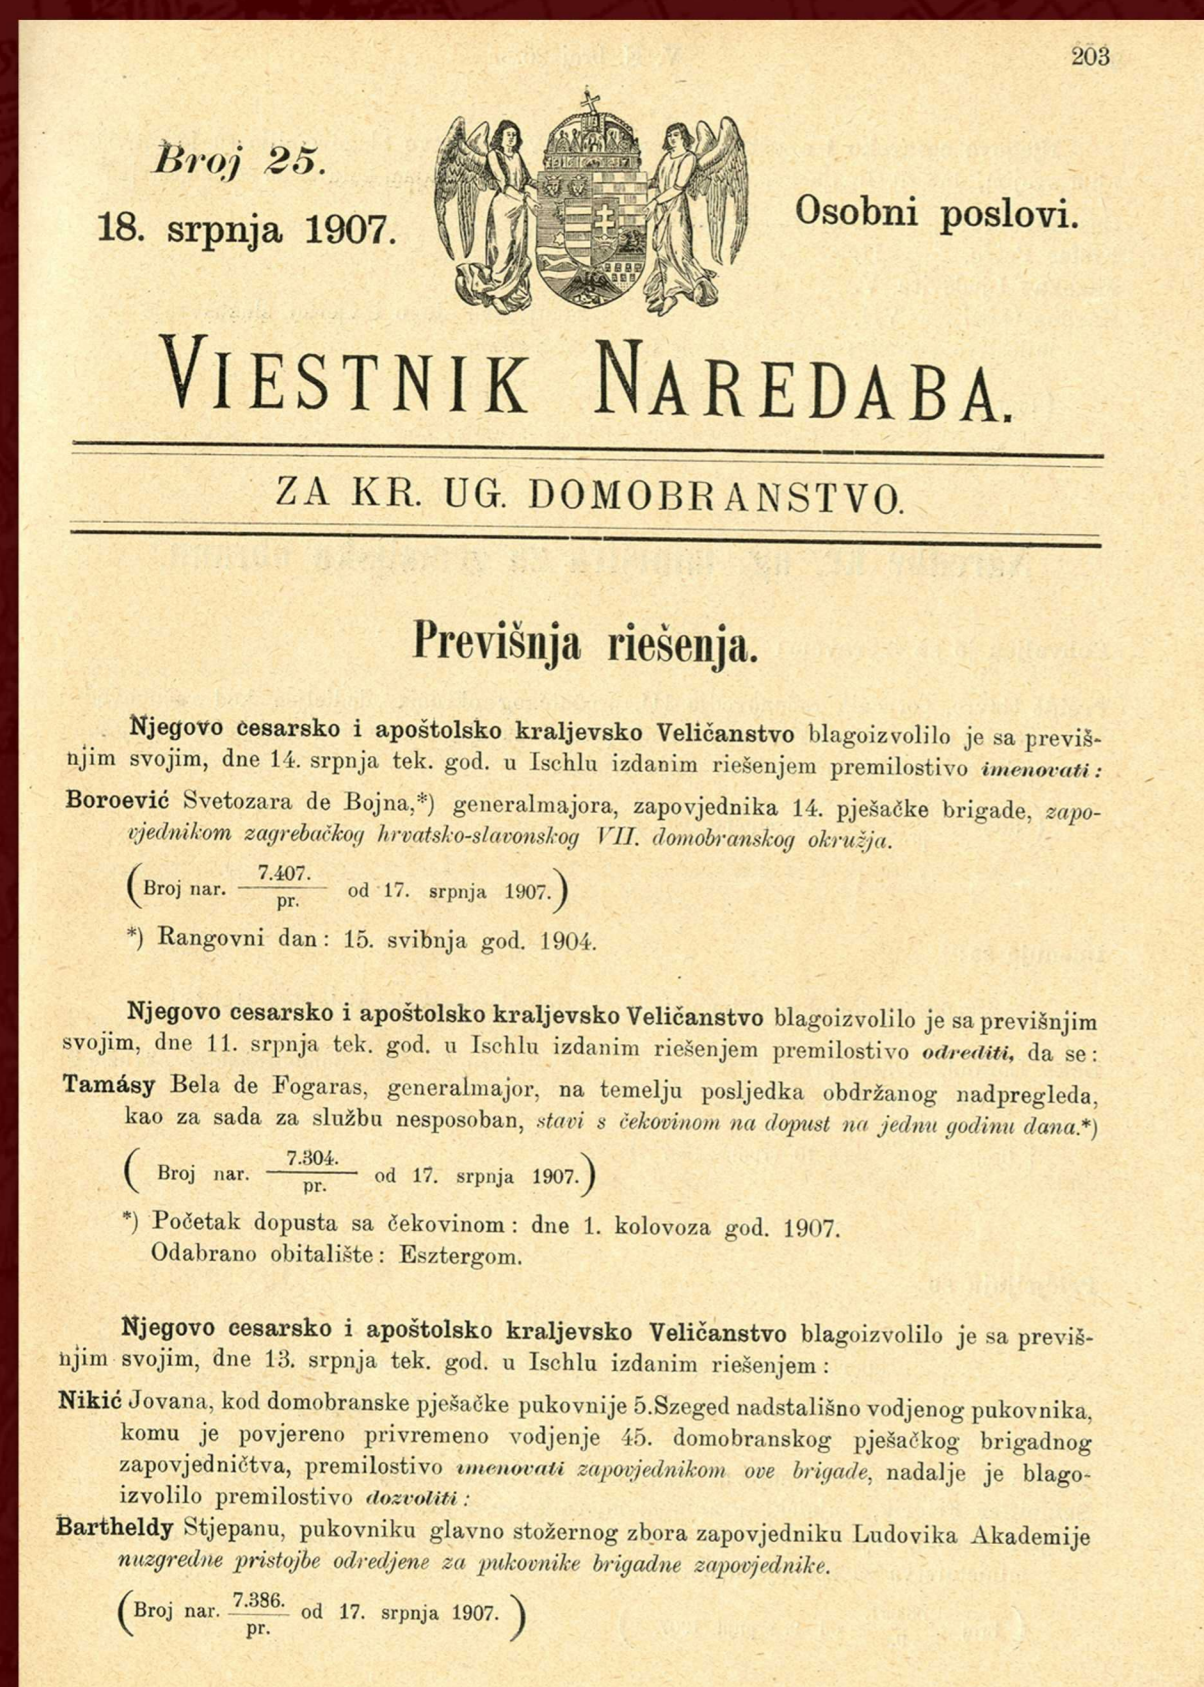 203
Broj 25.
18. srpnja 1907.
Osobni poslovi.
VIESTNIK NAREDABA.
ZA KR. UG. DOMOBRANSTVO.
Previšnja riešenja.
Njegovo cesarsko i apoštolsko kraljevsko Veličanstvo blagoizvolilo je sa previš-
njim svojim, dne 14. srpnja tek. god. u Ischlu izdanim riešenjem premilostivo imenovati:
Boroević Svetozara de Bojna,*) generalmajora, zapovjednika 14. pješačke brigade, zapo-
vjednikom zagrebačkog hrvatsko-slavonskog VII. domobranskog okružja.
(Broj nar. 7.407./pr. od 17. srpnja 1907.)
*) Rangovni dan: 15. svibnja god. 1904.
Njegovo cesarsko i apoštolsko kraljevsko Veličanstvo blagoizvolilo je sa previšnjim
svojim, dne 11. srpnja tek. god. u Ischlu izdanim riešenjem premilostivo odrediti, da se:
Tamásy Bela de Fogaras, generalmajor, na temelju posljedka obdržanog nadpregleda,
kao za sada za službu nesposoban, stavi s čekovinom na dopust na jednu godinu dana.*)
(Broj nar. 7.304./pr. od 17. srpnja 1907.)
*) Početak dopusta sa čekovinom: dne 1. kolovoza god. 1907.
Odabrano obitalište: Esztergom.
Njegovo cesarsko i apoštolsko kraljevsko Veličanstvo blagoizvolilo je sa previš-
njim svojim, dne 13. srpnja tek. god. u Ischlu izdanim riešenjem:
Nikić Jovana, kod domobranske pješačke pukovnije 5.Szeged nadstališno vodjenog pukovnika,
komu je povjereno privremeno vodjenje 45. domobranskog pješačkog brigadnog
zapovjedničtva, premilostivo imenovati zapovjednikom ove brigade, nadalje je blago-
izvolilo premilostivo dozvoliti:
Bartheldy Stjepanu, pukovniku glavno stožernog zbora zapovjedniku Ludovika Akademije
nuzgredne pristojbe odredjene za pukovnike brigadne zapovjednike.
(Broj nar. 7.386./pr. od 17. srpnja 1907.)